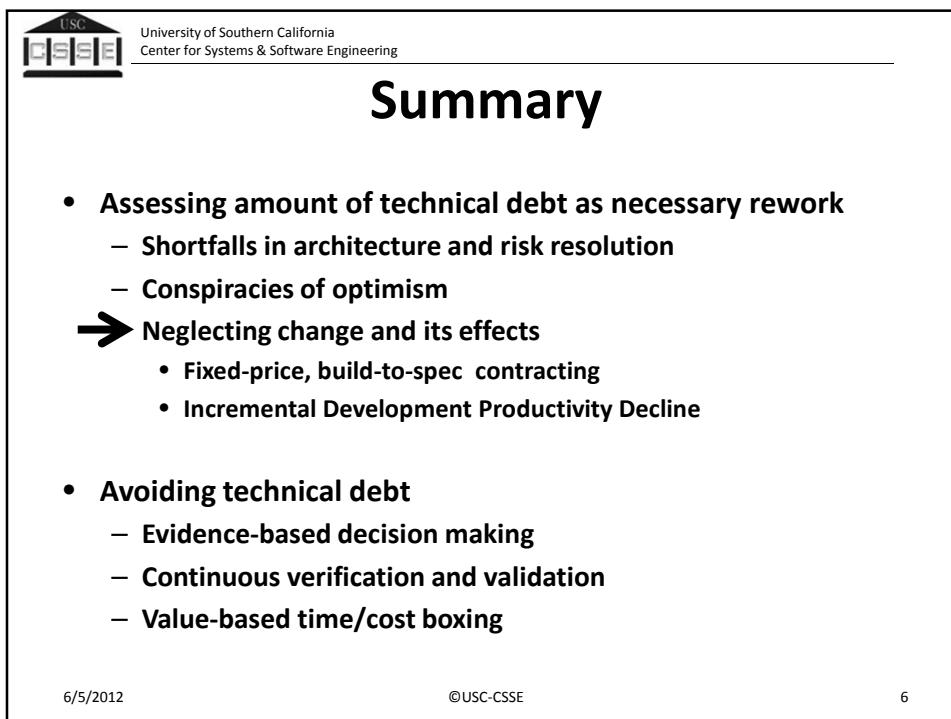 USC
CSSE
University of Southern California
Center for Systems & Software Engineering
Summary
• Assessing amount of technical debt as necessary rework
– Shortfalls in architecture and risk resolution
– Conspiracies of optimism
Neglecting change and its effects
• Fixed-price, build-to-spec contracting
• Incremental Development Productivity Decline
• Avoiding technical debt
– Evidence-based decision making
– Continuous verification and validation
– Value-based time/cost boxing
6/5/2012 ©USC-CSSE 6